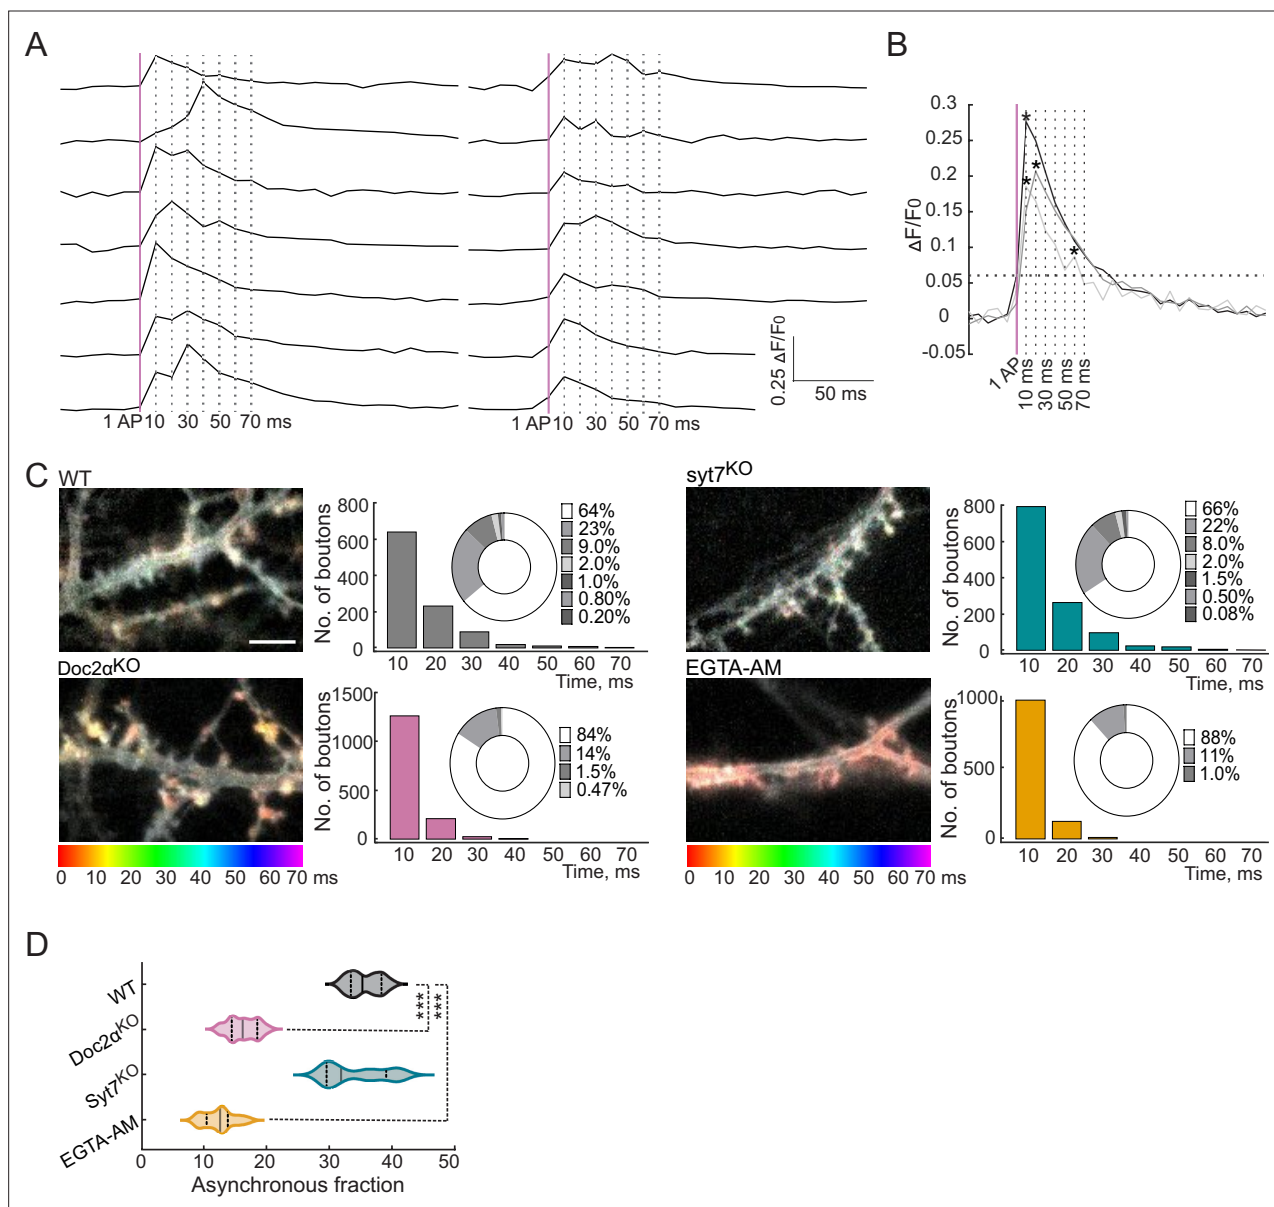 A
1 AP 10 30 50 70 ms
1 AP 10 30 50 70 ms
0.25 ΔF/F0
50 ms
B
ΔF/F0
0.3
0.25
0.2
0.15
0.1
0.05
0
-0.05
*
*
*
*
1 AP
10 ms
30 ms
50 ms
70 ms
C
WT
No. of boutons
800
600
400
200
0
10 20 30 40 50 60 70
Time, ms
64%
23%
9.0%
2.0%
1.0%
0.80%
0.20%
syt7KO
No. of boutons
800
600
400
200
0
10 20 30 40 50 60 70
Time, ms
66%
22%
8.0%
2.0%
1.5%
0.50%
0.08%
Doc2αKO
0 10 20 30 40 50 60 70 ms
No. of boutons
1500
1000
500
0
10 20 30 40 50 60 70
Time, ms
84%
14%
1.5%
0.47%
EGTA-AM
0 10 20 30 40 50 60 70 ms
No. of boutons
1000
500
0
10 20 30 40 50 60 70
Time, ms
88%
11%
1.0%
D
WT
Doc2αKO
Syt7KO
EGTA-AM
***
***
0 10 20 30 40 50
Asynchronous fraction